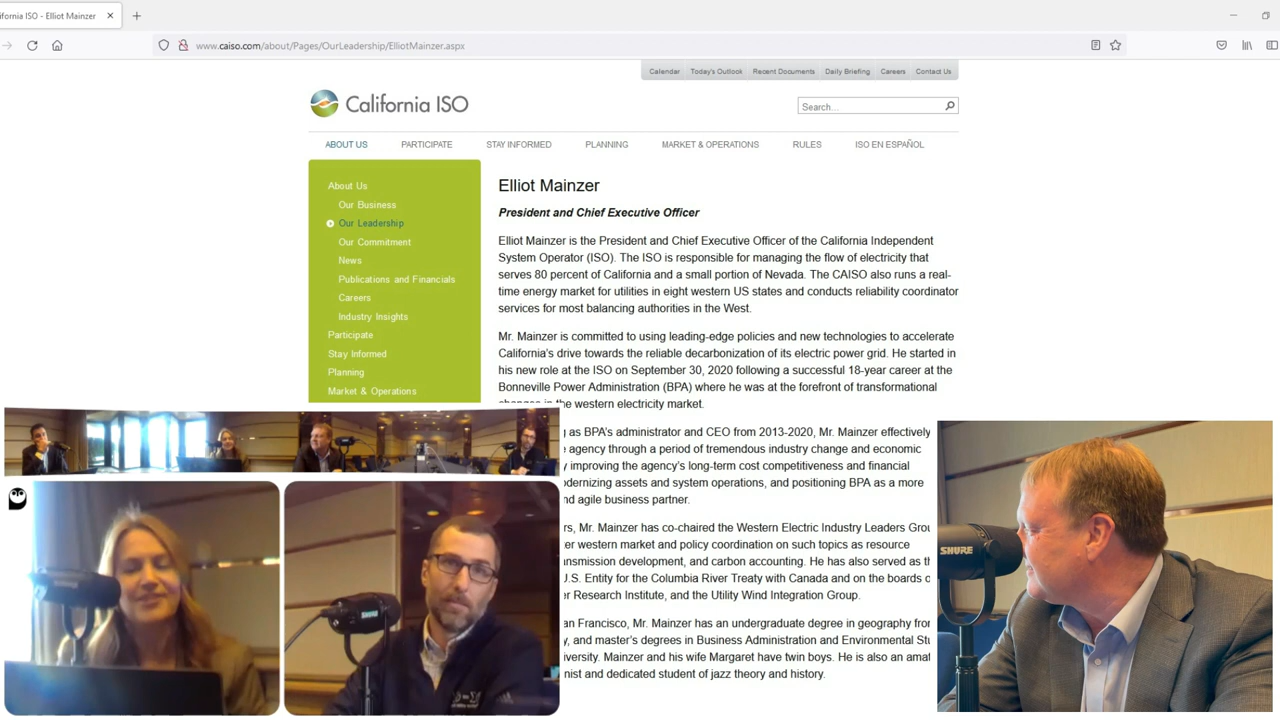 ifornia ISO - Elliot Mainzer
www.caiso.com/about/Pages/OurLeadership/ElliotMainzer.aspx
Calendar Today's Outlook Recent Documents Daily Briefing Careers Contact Us
California ISO
Search...
ABOUT US PARTICIPATE STAY INFORMED PLANNING MARKET & OPERATIONS RULES ISO EN ESPAÑOL
About Us
Our Business
Our Leadership
Our Commitment
News
Publications and Financials
Careers
Industry Insights
Participate
Stay Informed
Planning
Market & Operations
Elliot Mainzer
President and Chief Executive Officer
Elliot Mainzer is the President and Chief Executive Officer of the California Independent
System Operator (ISO). The ISO is responsible for managing the flow of electricity that
serves 80 percent of California and a small portion of Nevada. The CAISO also runs a real-
time energy market for utilities in eight western US states and conducts reliability coordinator
services for most balancing authorities in the West.
Mr. Mainzer is committed to using leading-edge policies and new technologies to accelerate
California's drive towards the reliable decarbonization of its electric power grid. He started in
his new role at the ISO on September 30, 2020 following a successful 18-year career at the
Bonneville Power Administration (BPA) where he was at the forefront of transformational
changes in the western electricity market.
g as BPA's administrator and CEO from 2013-2020, Mr. Mainzer effectively
e agency through a period of tremendous industry change and economic
y improving the agency's long-term cost competitiveness and financial
odernizing assets and system operations, and positioning BPA as a more
nd agile business partner.
rs, Mr. Mainzer has co-chaired the Western Electric Industry Leaders Grou
er western market and policy coordination on such topics as resource
ansmission development, and carbon accounting. He has also served as th
U.S. Entity for the Columbia River Treaty with Canada and on the boards o
r Research Institute, and the Utility Wind Integration Group.
an Francisco, Mr. Mainzer has an undergraduate degree in geography from
y, and master's degrees in Business Administration and Environmental Stu
iversity. Mainzer and his wife Margaret have twin boys. He is also an amat
nist and dedicated student of jazz theory and history.
SHURE